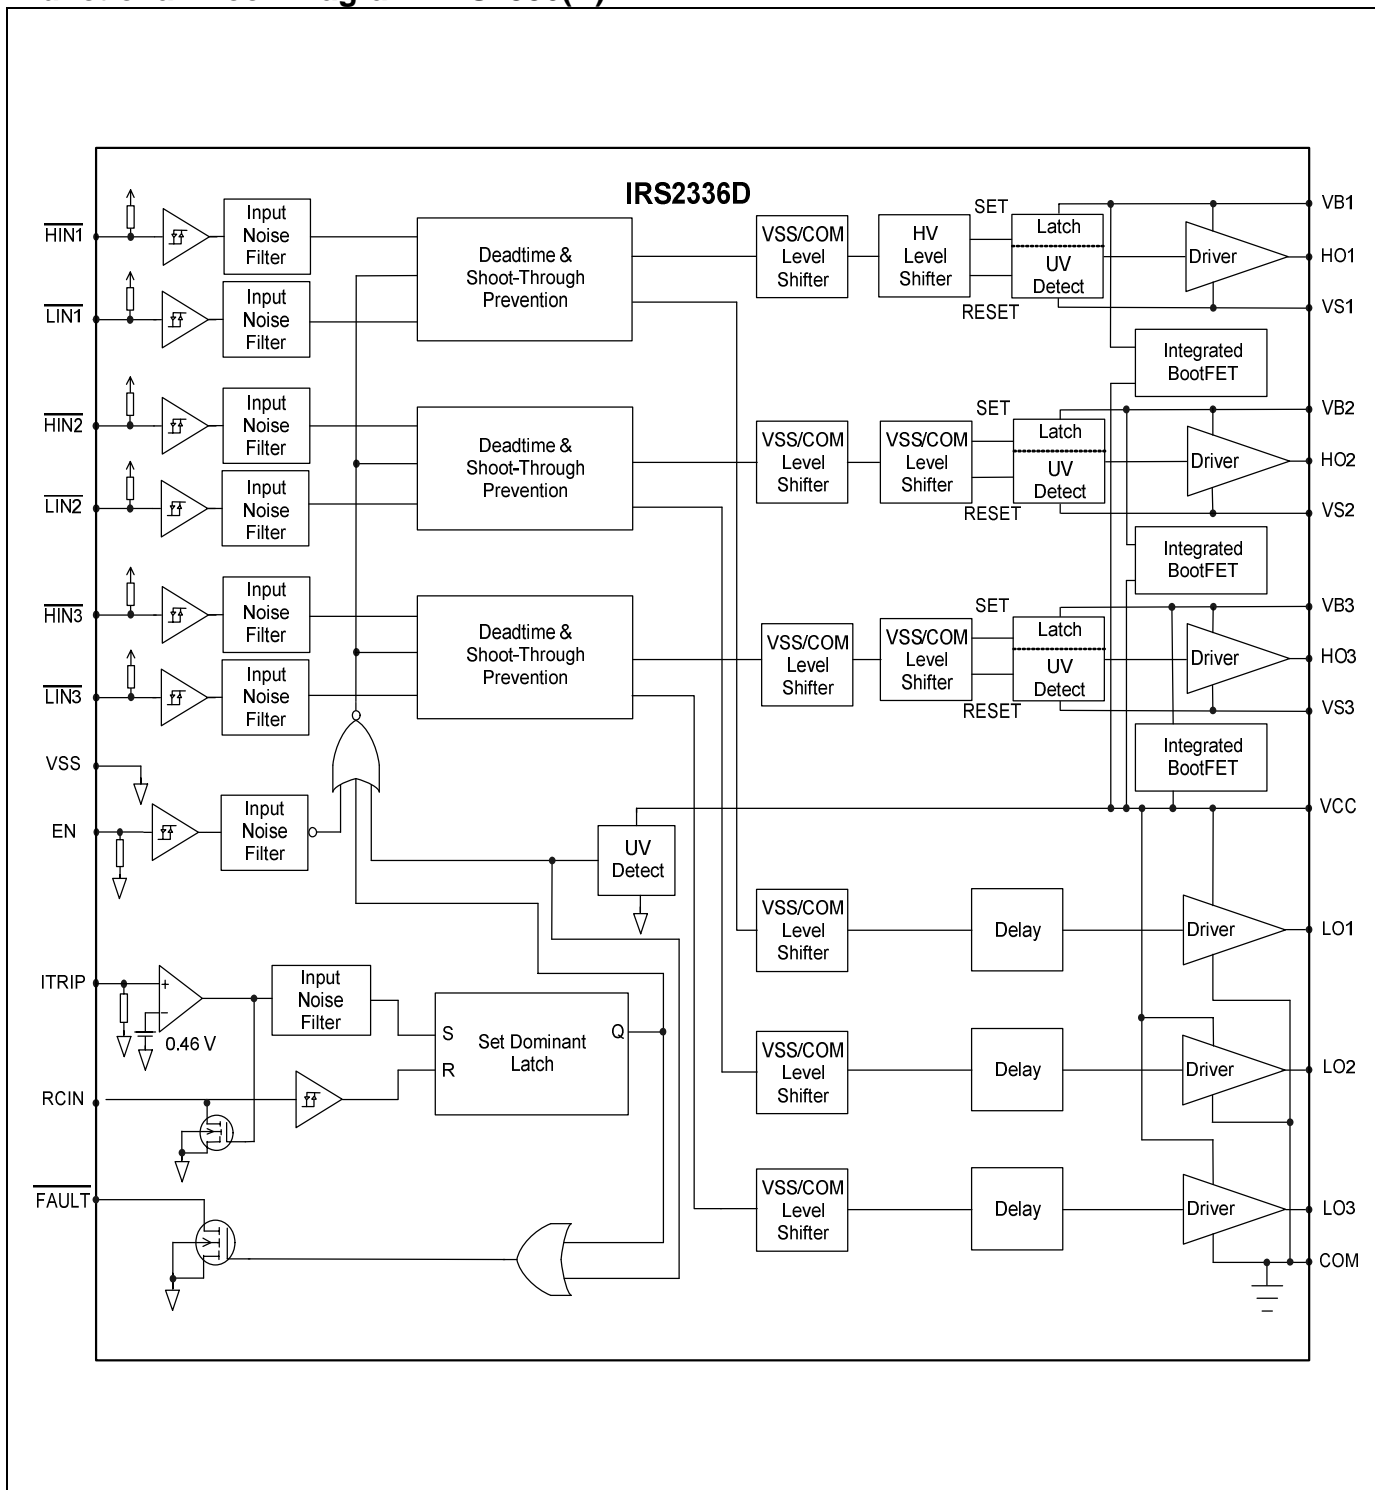 IRS2336D
HIN1
Input
Noise
Filter
LIN1
Input
Noise
Filter
Deadtime &
Shoot-Through
Prevention
VSS/COM
Level
Shifter
HV
Level
Shifter
SET
RESET
Latch
UV
Detect
Driver
VB1
HO1
VS1
Integrated
BootFET
HIN2
Input
Noise
Filter
LIN2
Input
Noise
Filter
Deadtime &
Shoot-Through
Prevention
VSS/COM
Level
Shifter
VSS/COM
Level
Shifter
SET
RESET
Latch
UV
Detect
Driver
VB2
HO2
VS2
Integrated
BootFET
HIN3
Input
Noise
Filter
LIN3
Input
Noise
Filter
Deadtime &
Shoot-Through
Prevention
VSS/COM
Level
Shifter
VSS/COM
Level
Shifter
SET
RESET
Latch
UV
Detect
Driver
VB3
HO3
VS3
Integrated
BootFET
VSS
VCC
EN
Input
Noise
Filter
UV
Detect
VSS/COM
Level
Shifter
Delay
Driver
LO1
ITRIP
+
−
0.46 V
Input
Noise
Filter
S
R
Set Dominant
Latch
Q
VSS/COM
Level
Shifter
Delay
Driver
LO2
RCIN
FAULT
VSS/COM
Level
Shifter
Delay
Driver
LO3
COM